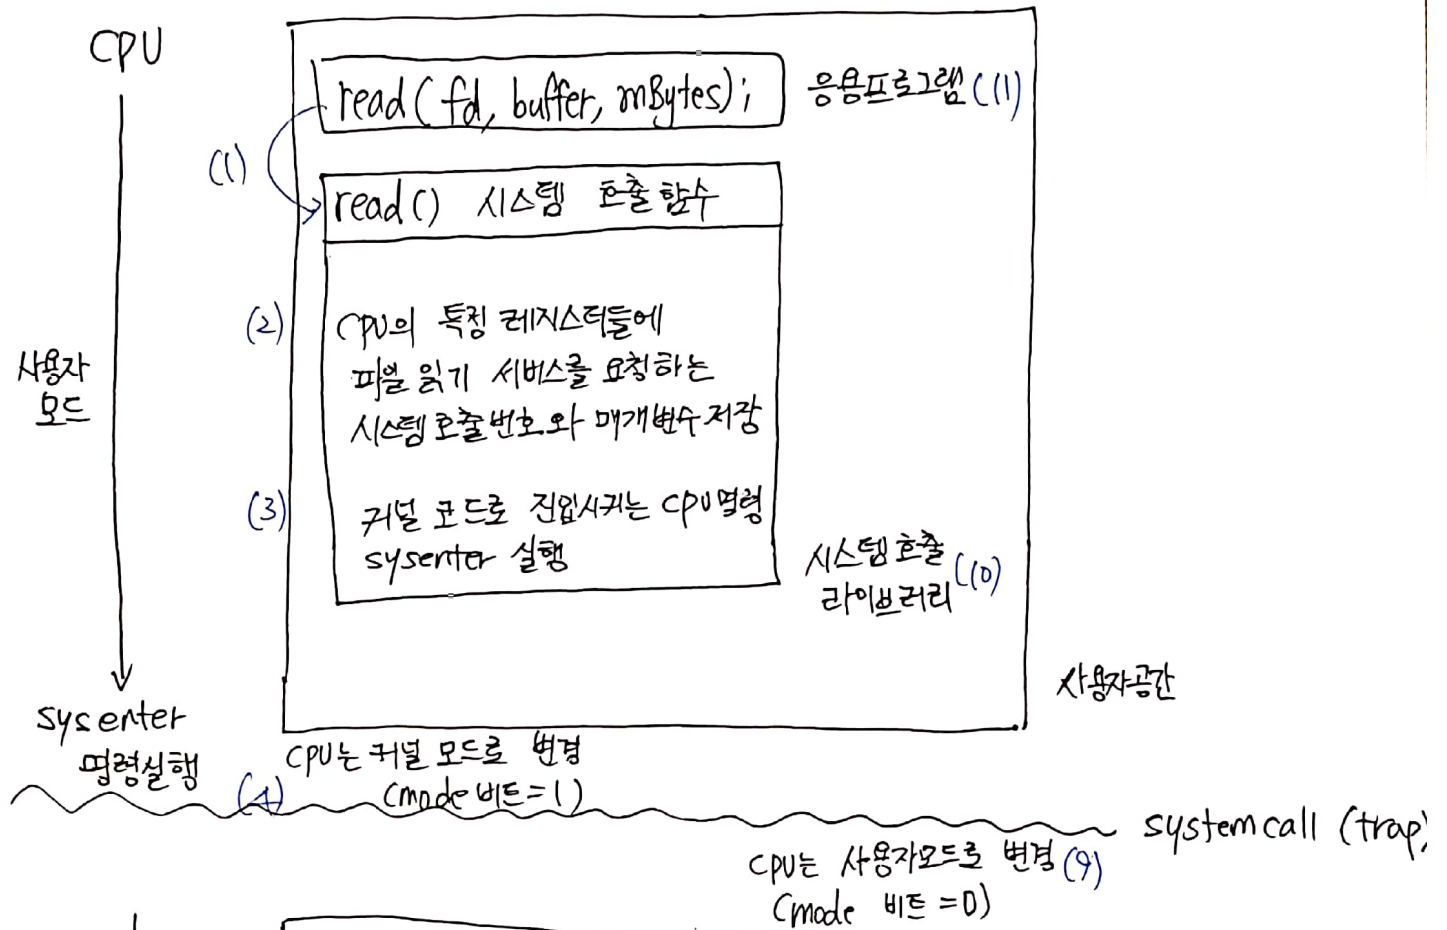 CPU
read( fd, buffer, mBytes);
응용프로그램 (11)
(1)
read() 시스템 호출함수
(2)
CPU의 특정 레지스터들에
파일 읽기 서비스를 요청하는
시스템 호출번호와 매개변수 저장
사용자
모드
(3)
커널 코드로 진입시키는 CPU명령
sysenter 실행
시스템 호출
라이브러리
(10)
사용자공간
sysenter
명령실행
CPU는 커널 모드로 변경
(mode 비트=1)
(4)
systemcall (trap)
CPU는 사용자모드로 변경 (9)
(mode 비트=0)